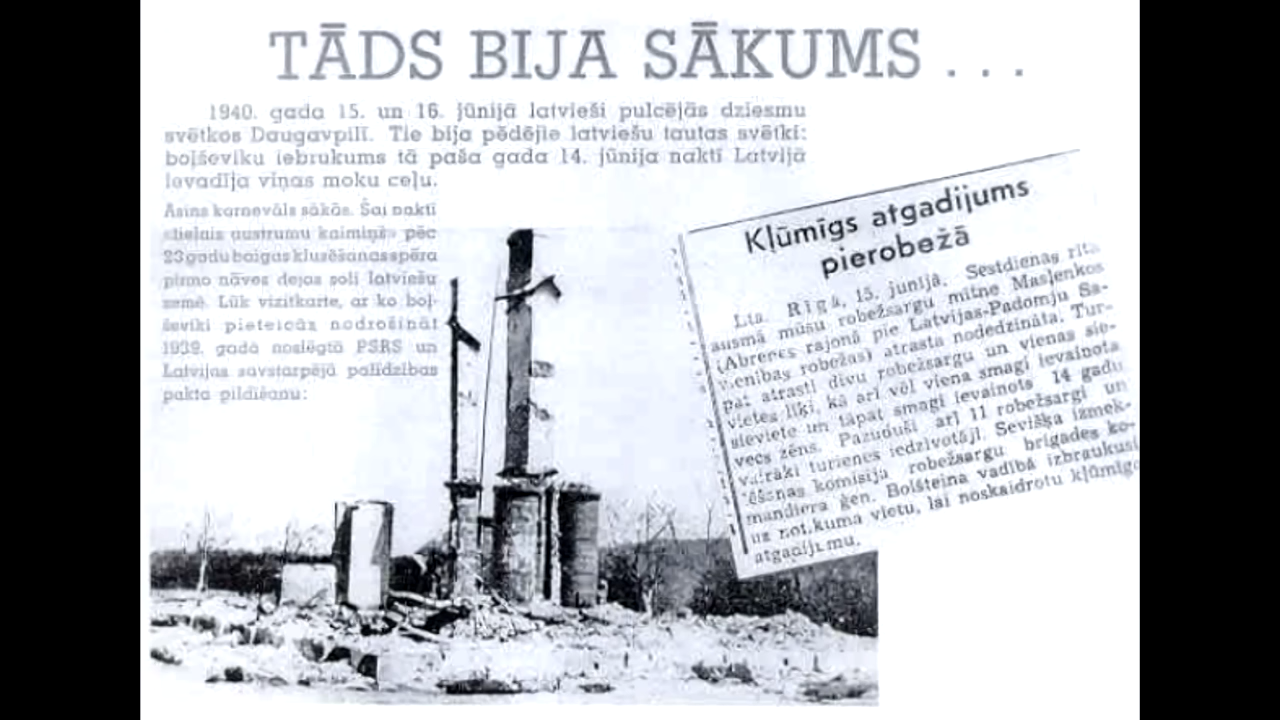 TĀDS BIJA SĀKUMS ...
1940. gada 15. un 16. jūnijā latvieši pulcējās dziesmu
svētkos Daugavpilī. Tie bija pēdējie latviešu tautas svētki:
boļševiku iebrukums tā paša gada 14. jūnija naktī Latvijā
ievadīja viņas moku ceļu.
Asins karnevāls sākās. Šai naktī
«lielais austrumu kaimiņš» pēc
23 gadu baigas klusēšanas spēra
pirmo nāves dejas soli latviešu
zemē. Lūk vizitkarte, ar ko boļ-
ševiki pieteicās nodrošināt
1939. gadā noslēgtā PSRS un
Latvijas savstarpējā palīdzības
pakta pildīšanu:
Kļūmīgs atgadījums
pierobežā
Lta. Rīgā, 15. jūnijā. Sestdienas rīta
ausmā mūsu robežsargu mītne Masļenkos
(Abrenes rajonā pie Latvijas-Padomju Sa-
vienības robežas) atrasta nodedzināta. Tur-
pat atrasti divu robežsargu un vienas sie-
vietes līķi, kā arī vēl viena smagi ievainota
sieviete un tāpat smagi ievainots 14 gadu
vecs zēns. Pazuduši arī 11 robežsargi un
vairāki turienes iedzīvotāji. Sevišķa izmek-
lēšanas komisija robežsargu brigādes ko-
mandiera ģen. Bolšteina vadībā izbraukusi
uz notikuma vietu, lai noskaidrotu kļūmīgo
atgadījumu.